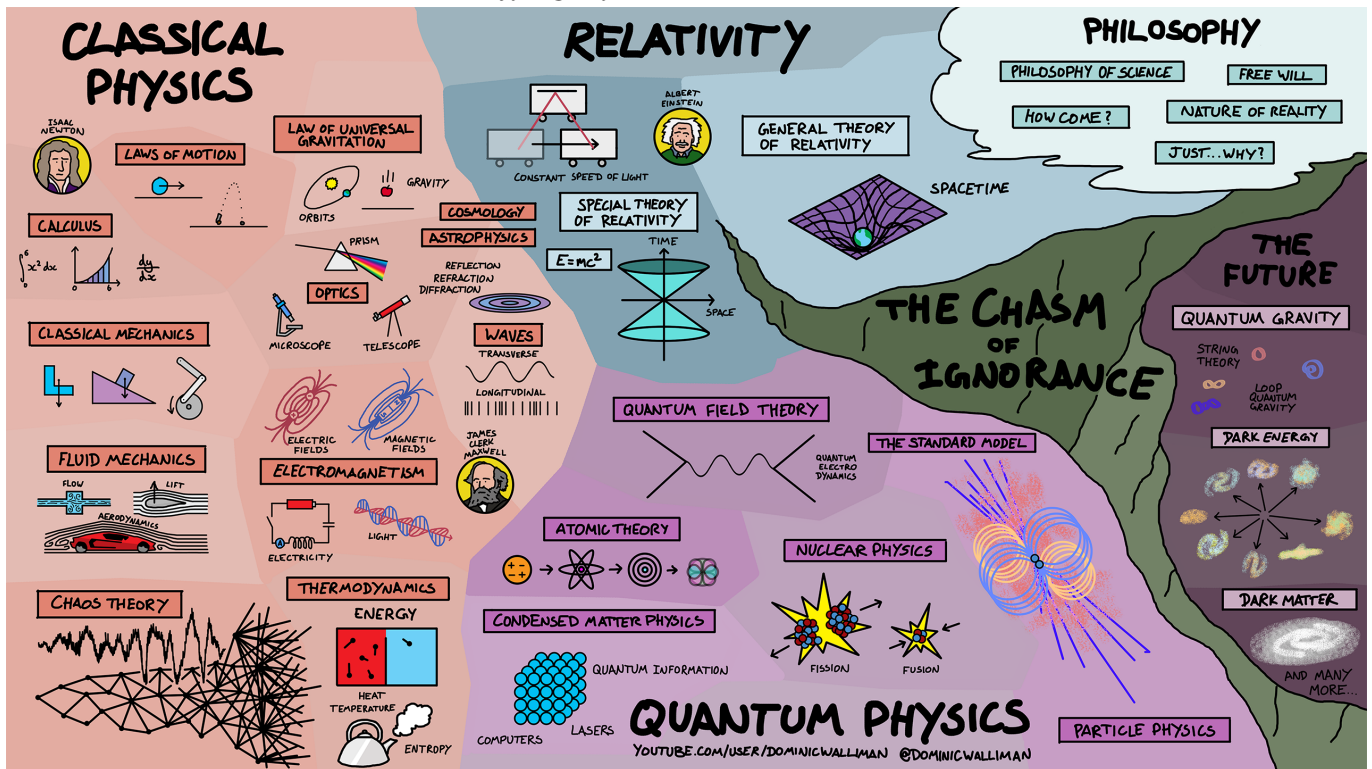 CLASSICAL
PHYSICS
ISAAC
NEWTON
LAWS OF MOTION
LAW OF UNIVERSAL
GRAVITATION
GRAVITY
ORBITS
CALCULUS
∫₀⁶ x² dx
0
6
dy
dx
PRISM
OPTICS
MICROSCOPE
TELESCOPE
COSMOLOGY
ASTROPHYSICS
REFLECTION
REFRACTION
DIFFRACTION
WAVES
TRANSVERSE
LONGITUDINAL
CLASSICAL MECHANICS
ELECTRIC
FIELDS
MAGNETIC
FIELDS
JAMES
CLERK
MAXWELL
FLUID MECHANICS
FLOW
LIFT
AERODYNAMICS
ELECTROMAGNETISM
A
ELECTRICITY
LIGHT
CHAOS THEORY
THERMODYNAMICS
ENERGY
HEAT
TEMPERATURE
ENTROPY
RELATIVITY
CONSTANT SPEED OF LIGHT
ALBERT
EINSTEIN
SPECIAL THEORY
OF RELATIVITY
E=mc²
TIME
SPACE
GENERAL THEORY
OF RELATIVITY
SPACETIME
PHILOSOPHY
PHILOSOPHY OF SCIENCE
FREE WILL
HOW COME?
NATURE OF REALITY
JUST...WHY?
THE CHASM
OF
IGNORANCE
THE
FUTURE
QUANTUM GRAVITY
STRING
THEORY
LOOP
QUANTUM
GRAVITY
DARK ENERGY
DARK MATTER
AND MANY
MORE...
QUANTUM FIELD THEORY
QUANTUM
ELECTRO
DYNAMICS
THE STANDARD MODEL
ATOMIC THEORY
+ -
- +
NUCLEAR PHYSICS
FISSION
FUSION
CONDENSED MATTER PHYSICS
QUANTUM INFORMATION
LASERS
COMPUTERS
PARTICLE PHYSICS
QUANTUM PHYSICS
YOUTUBE.COM/USER/DOMINICWALLIMAN @DOMINICWALLIMAN